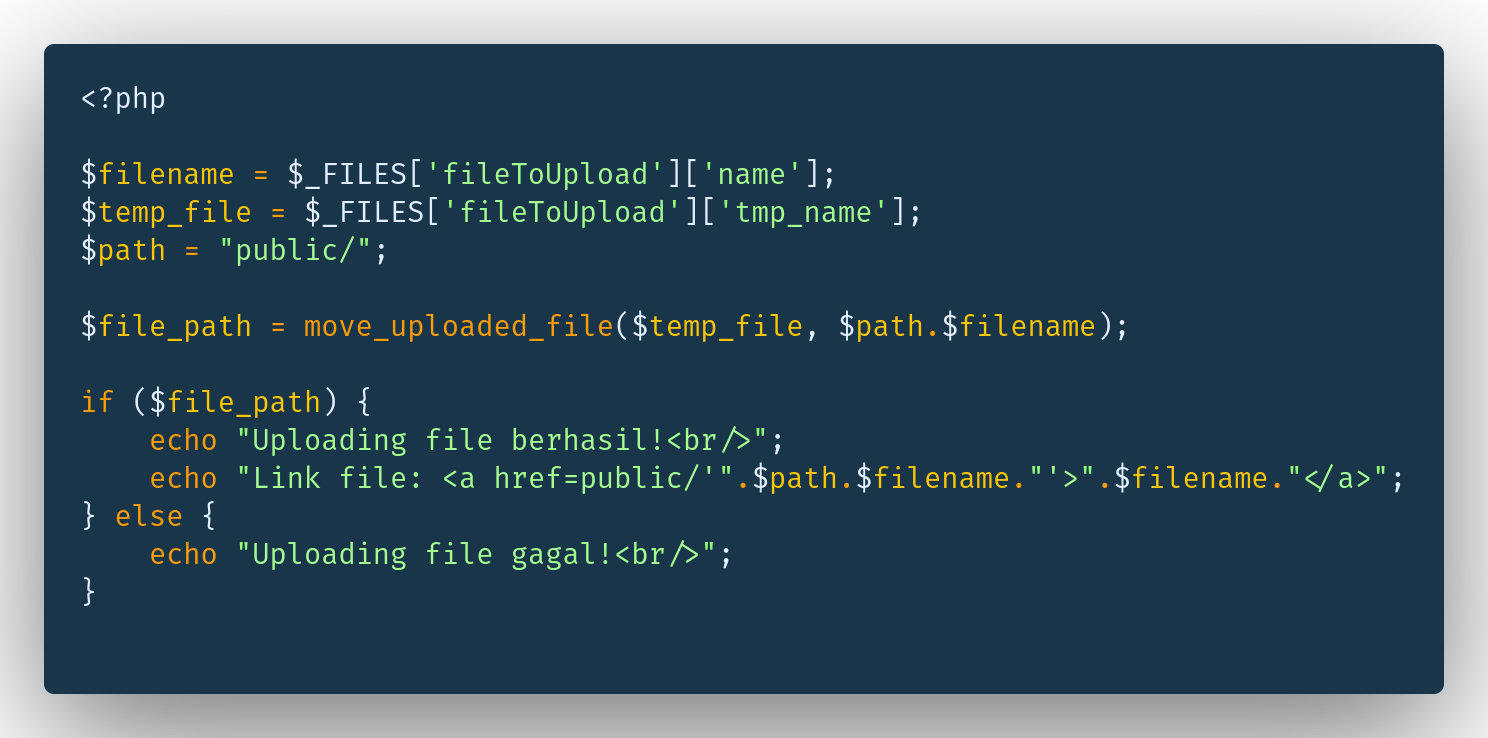 <?php
$filename = $_FILES['fileToUpload']['name'];
$temp_file = $_FILES['fileToUpload']['tmp_name'];
$path = "public/";
$file_path = move_uploaded_file($temp_file, $path.$filename);
if ($file_path) {
    echo "Uploading file berhasil!<br/>";
    echo "Link file: <a href=public/'".$path.$filename."'>".$filename."</a>";
} else {
    echo "Uploading file gagal!<br/>";
}